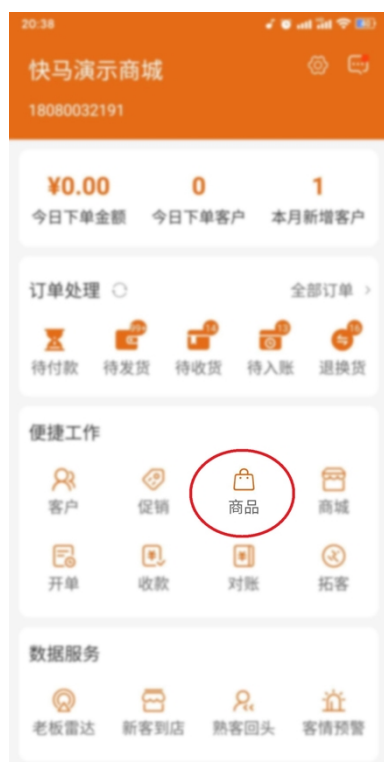 20:38
快马演示商城
18080032191
¥0.00 0 1
今日下单金额 今日下单客户 本月新增客户
订单处理 全部订单
99+ 14 13 16
待付款 待发货 待收货 待入账 退换货
便捷工作
客户 促销 商品 商城
开单 收款 对账 拓客
数据服务
老板雷达 新客到店 熟客回头 客情预警